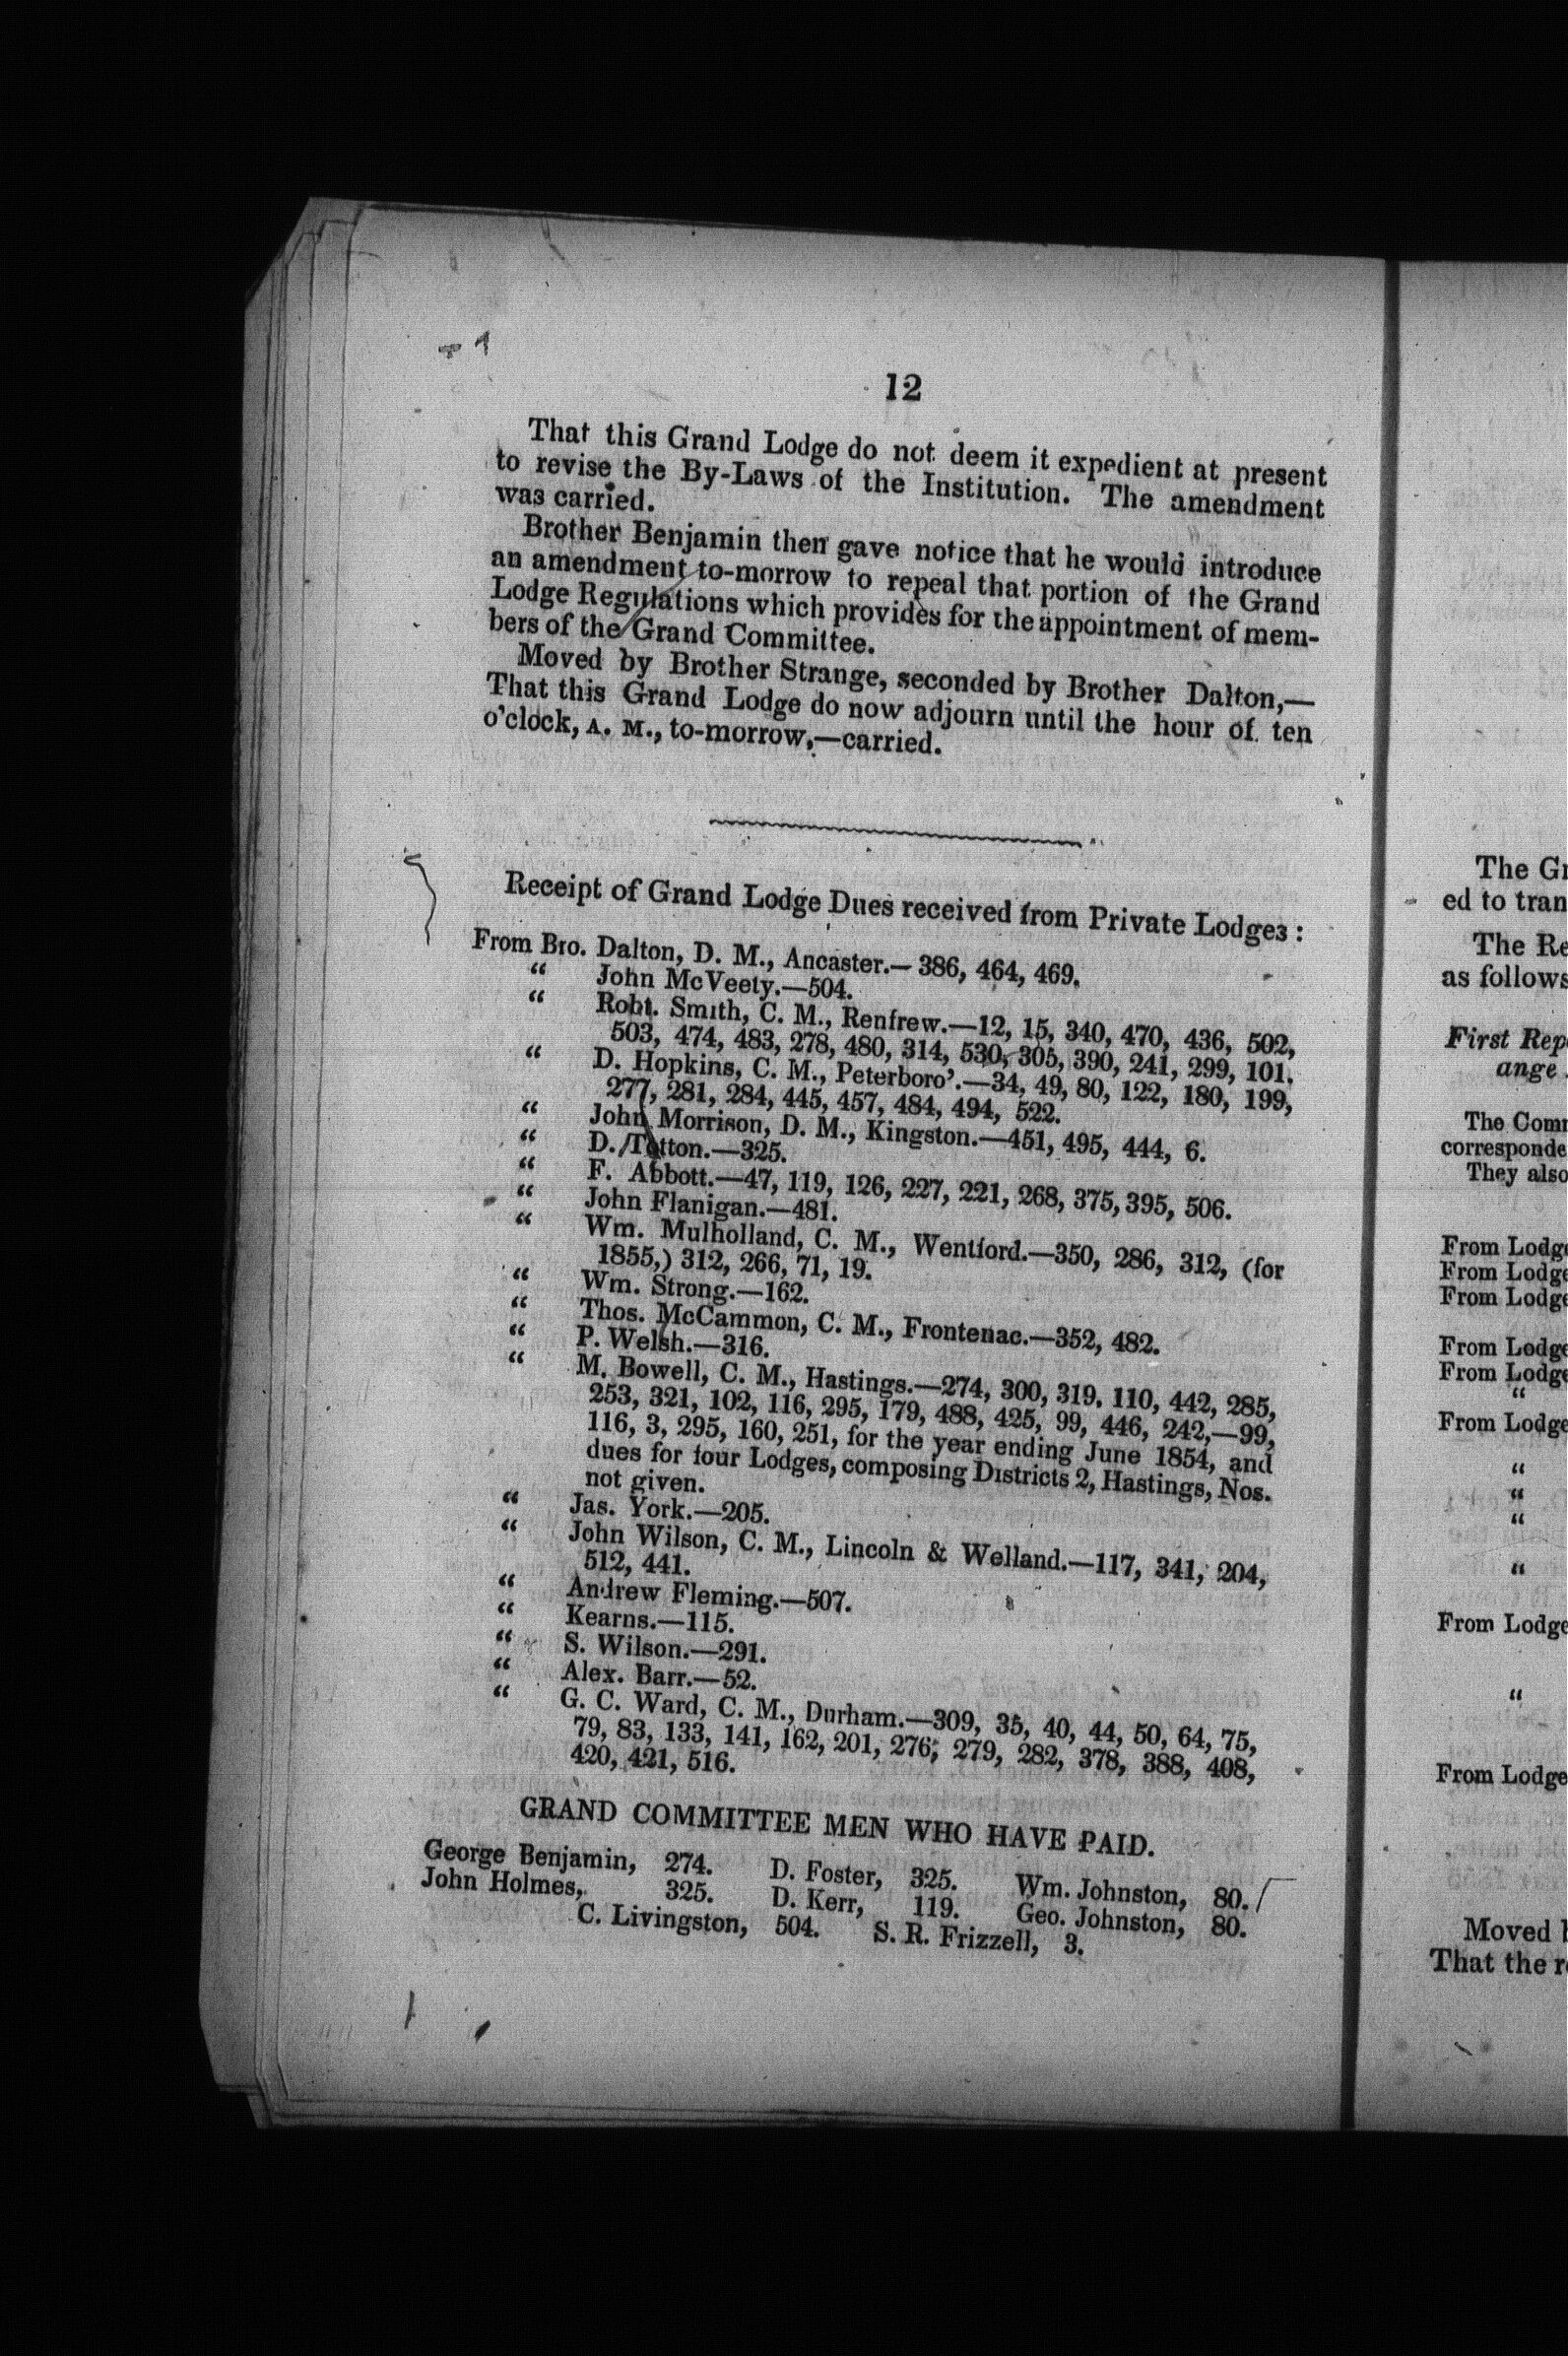 12
That this Grand Lodge do not deem it expedient at present
to revise the By-Laws of the Institution. The amendment
was carried.
Brother Benjamin then gave notice that he would introduce
an amendment to-morrow to repeal that portion of the Grand
Lodge Regulations which provides for the appointment of mem-
bers of the Grand Committee.
Moved by Brother Strange, seconded by Brother Dalton,—
That this Grand Lodge do now adjourn until the hour of ten
o'clock, A. M., to-morrow,—carried.
Receipt of Grand Lodge Dues received from Private Lodges:
From Bro. Dalton, D. M., Ancaster.—386, 464, 469.
“ John McVeety.—504.
“ Robt. Smith, C. M., Renfrew.—12, 15, 340, 470, 436, 502,
503, 474, 483, 278, 480, 314, 530, 305, 390, 241, 299, 101.
“ D. Hopkins, C. M., Peterboro'.—34, 49, 80, 122, 180, 199,
277, 281, 284, 445, 457, 484, 494, 522.
“ John Morrison, D. M., Kingston.—451, 495, 444, 6.
“ D. Totton.—325.
“ F. Abbott.—47, 119, 126, 227, 221, 268, 375, 395, 506.
“ John Flanigan.—481.
“ Wm. Mulholland, C. M., Wentford.—350, 286, 312, (for
1855,) 312, 266, 71, 19.
“ Wm. Strong.—162.
“ Thos. McCammon, C. M., Frontenac.—352, 482.
“ P. Welsh.—316.
“ M. Bowell, C. M., Hastings.—274, 300, 319, 110, 442, 285,
253, 321, 102, 116, 295, 179, 488, 425, 99, 446, 242,—99,
116, 3, 295, 160, 251, for the year ending June 1854, and
dues for four Lodges, composing Districts 2, Hastings, Nos.
not given.
“ Jas. York.—205.
“ John Wilson, C. M., Lincoln & Welland.—117, 341, 204,
512, 441.
“ Andrew Fleming.—507.
“ Kearns.—115.
“ S. Wilson.—291.
“ Alex. Barr.—52.
“ G. C. Ward, C. M., Durham.—309, 35, 40, 44, 50, 64, 75,
79, 83, 133, 141, 162, 201, 276, 279, 282, 378, 388, 408,
420, 421, 516.
GRAND COMMITTEE MEN WHO HAVE PAID.
George Benjamin, 274. D. Foster, 325. Wm. Johnston, 80.
John Holmes, 325. D. Kerr, 119. Geo. Johnston, 80.
C. Livingston, 504. S. R. Frizzell, 3.
The Gr
ed to tran
The Re
as follows
First Rep
ange
The Comm
corresponde
They also
From Lodge
From Lodge
From Lodge
From Lodge
From Lodge
“
From Lodge
“
“
“
“
From Lodge
“
From Lodge
Moved b
That the r